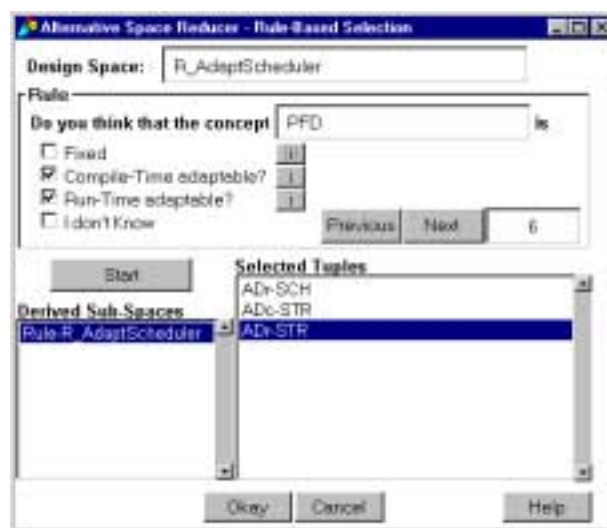 Alternative Space Reducer - Rule-Based Selection
Design Space: R_AdaptScheduler
Rule
Do you think that the concept PFD is
Fixed i
Compile-Time adaptable? i
Run-Time adaptable? i
I don't Know
Previous Next 6
Start
Selected Tuples
ADr-SCH
ADc-STR
ADr-STR
Derived Sub-Spaces
Rule-R_AdaptScheduler
Okay Cancel Help